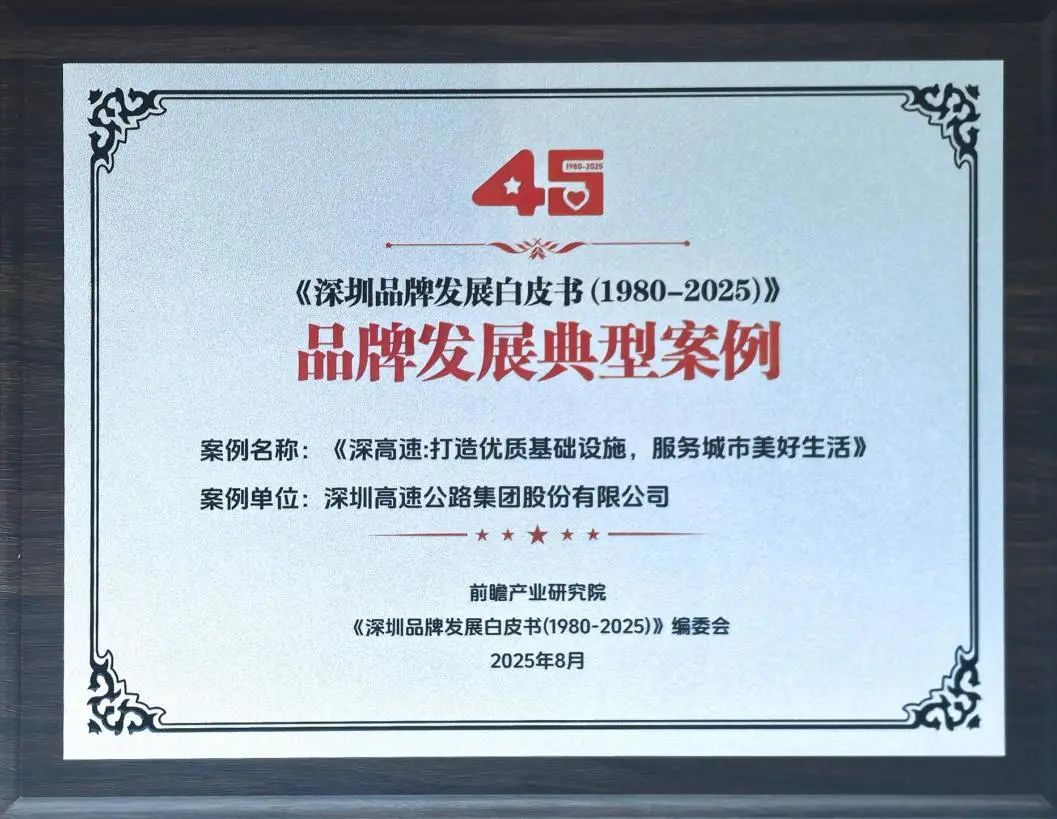 45
1980-2025
《深圳品牌发展白皮书(1980-2025)》
品牌发展典型案例
案例名称：《深高速:打造优质基础设施，服务城市美好生活》
案例单位：深圳高速公路集团股份有限公司
前瞻产业研究院
《深圳品牌发展白皮书(1980-2025)》编委会
2025年8月